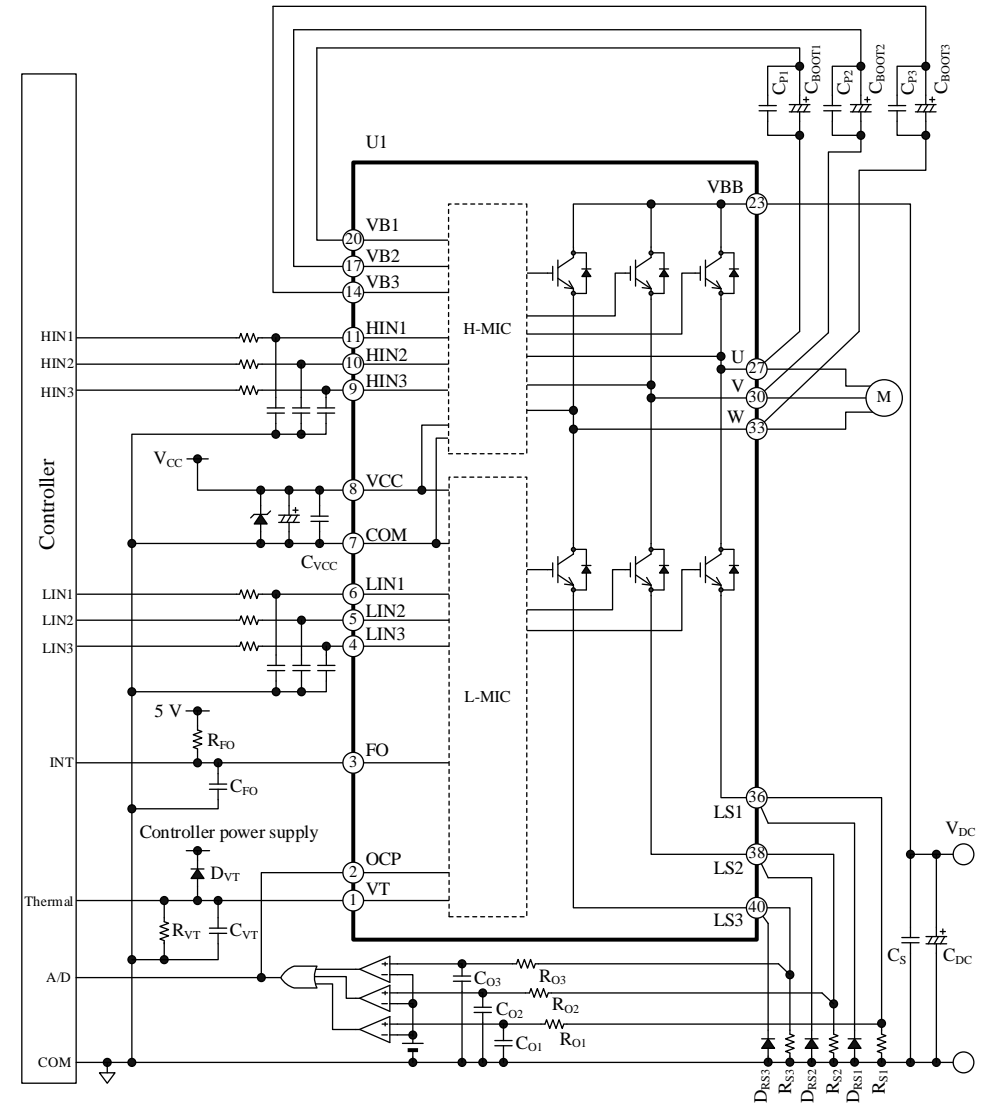 CP1
CBOOT1
CP2
CBOOT2
CP3
CBOOT3
U1
VBB
23
VB1
20
VB2
17
VB3
14
HIN1
HIN1
11
HIN2
HIN2
10
HIN3
HIN3
9
H-MIC
U
27
V
30
W
33
M
Controller
VCC
VCC
8
COM
7
CVCC
LIN1
LIN1
6
LIN2
LIN2
5
LIN3
LIN3
4
L-MIC
5 V
RFO
INT
FO
3
CFO
36
LS1
Controller power supply
VDC
OCP
2
DVT
38
LS2
Thermal
VT
1
40
LS3
RVT
CVT
CS
CDC
A/D
CO3
RO3
CO2
RO2
CO1
RO1
COM
DRS3
RS3
DRS2
RS2
DRS1
RS1
+
+
+
+
+
+
−
+
−
+
−